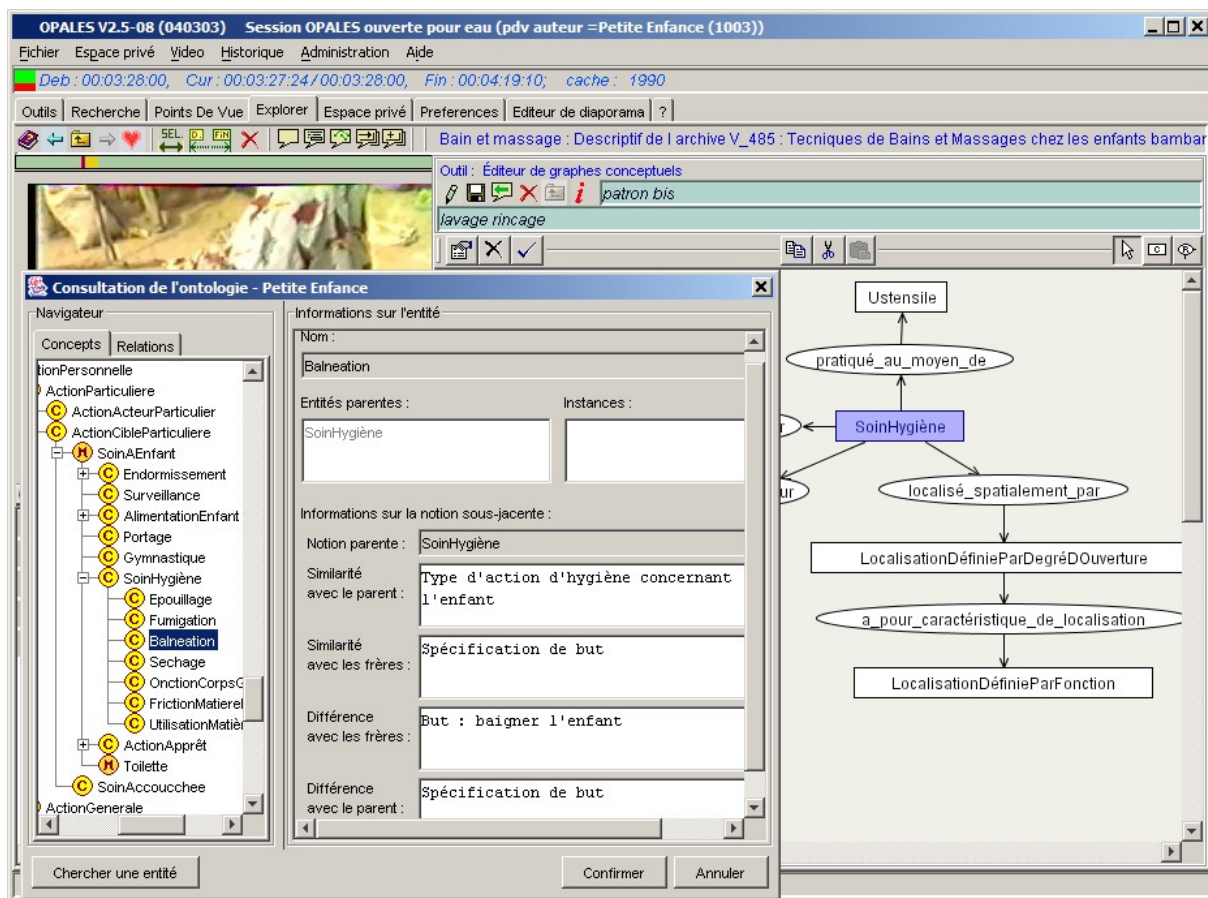 OPALES V2.5-08 (040303) Session OPALES ouverte pour eau (pdv auteur =Petite Enfance (1003))
Fichier Espace privé Video Historique Administration Aide
Deb : 00:03:28:00, Cur : 00:03:27:24 / 00:03:28:00, Fin : 00:04:19:10; cache : 1990
Outils Recherche Points De Vue Explorer Espace privé Preferences Editeur de diaporama ?
SEL. D. FIN Bain et massage : Descriptif de l archive V_485 : Tecniques de Bains et Massages chez les enfants bambar
Outil : Éditeur de graphes conceptuels
patron bis
lavage rincage
C R
Consultation de l'ontologie - Petite Enfance
Navigateur
Concepts Relations
tionPersonnelle
ActionParticuliere
C ActionActeurParticulier
C ActionCibleParticuliere
M SoinAEnfant
C Endormissement
C Surveillance
C AlimentationEnfant
C Portage
C Gymnastique
C SoinHygiène
C Epouillage
C Fumigation
C Balneation
C Sechage
C OnctionCorpsG
C FrictionMatiereI
C UtilisationMatièr
C ActionApprêt
M Toilette
C SoinAccoucchee
ActionGenerale
Chercher une entité
Informations sur l'entité
Nom :
Balneation
Entités parentes : Instances :
SoinHygiène
Informations sur la notion sous-jacente :
Notion parente : SoinHygiène
Similarité avec le parent :
Type d'action d'hygiène concernant
l'enfant
Similarité avec les frères :
Spécification de but
Différence avec les frères :
But : baigner l'enfant
Différence avec le parent :
Spécification de but
Confirmer Annuler
Ustensile
pratiqué_au_moyen_de
r SoinHygiène
ur localisé_spatialement_par
LocalisationDéfinieParDegréDOuverture
a_pour_caractéristique_de_localisation
LocalisationDéfinieParFonction